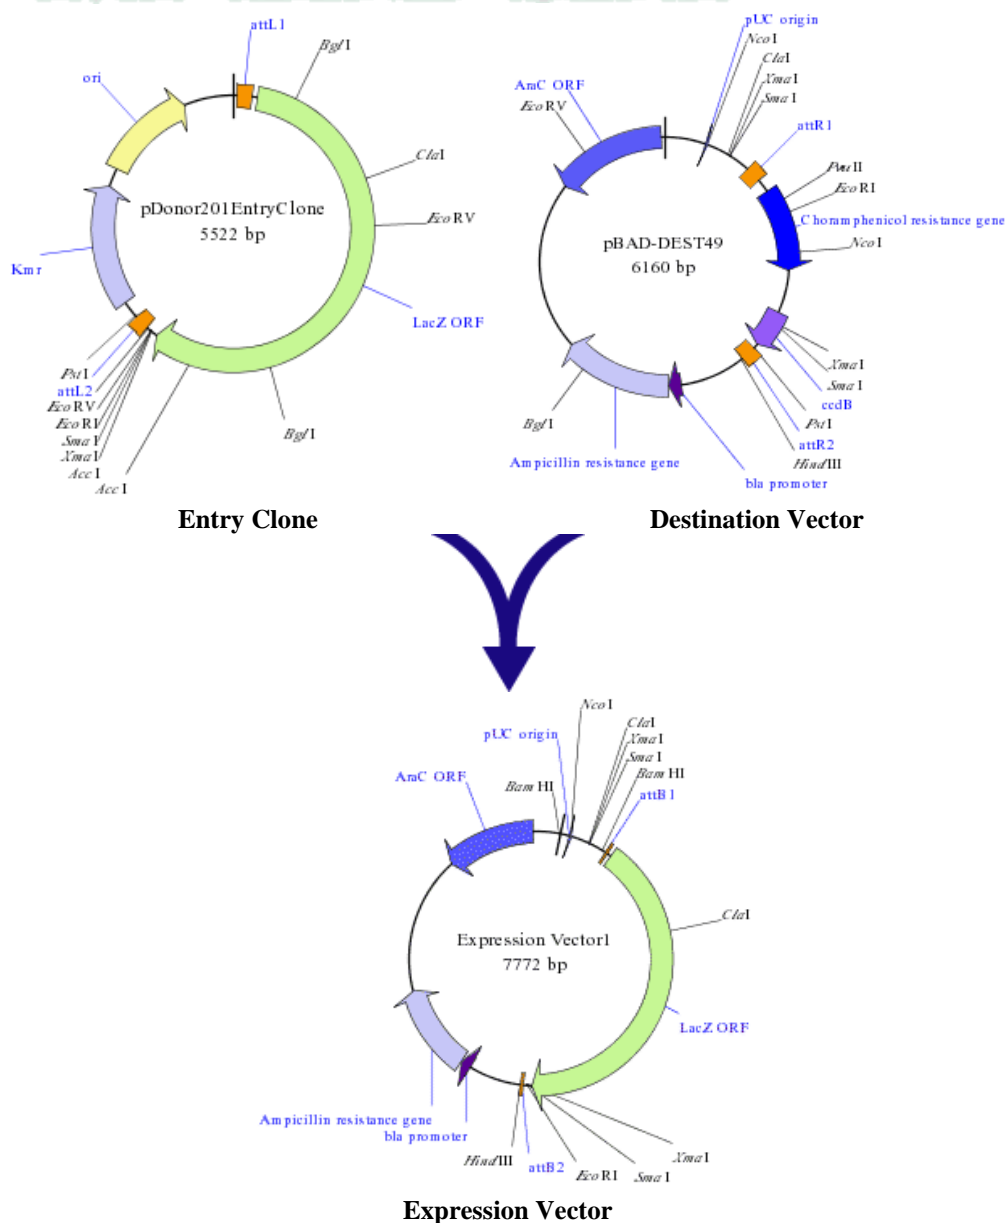 attL1
Bgl I
ori
ClaI
EcoRV
pDonor201EntryClone
5522 bp
Kmr
LacZ ORF
PstI
attL2
EcoRV
EcoRI
SmaI
XmaI
AccI
AccI
BglI
Entry Clone
pUC origin
NcoI
ClaI
XmaI
SmaI
AraC ORF
EcoRV
attR1
PvuII
EcoRI
Choramphenicol resistance gene
NcoI
pBAD-DEST49
6160 bp
XmaI
SmaI
ccdB
PstI
attR2
HindIII
BglI
Ampicillin resistance gene
bla promoter
Destination Vector
NcoI
pUC origin
ClaI
XmaI
SmaI
BamHI
attB1
AraC ORF
BamHI
ClaI
Expression Vector1
7772 bp
LacZ ORF
Ampicillin resistance gene
bla promoter
HindIII
attB2
EcoRI
SmaI
XmaI
Expression Vector